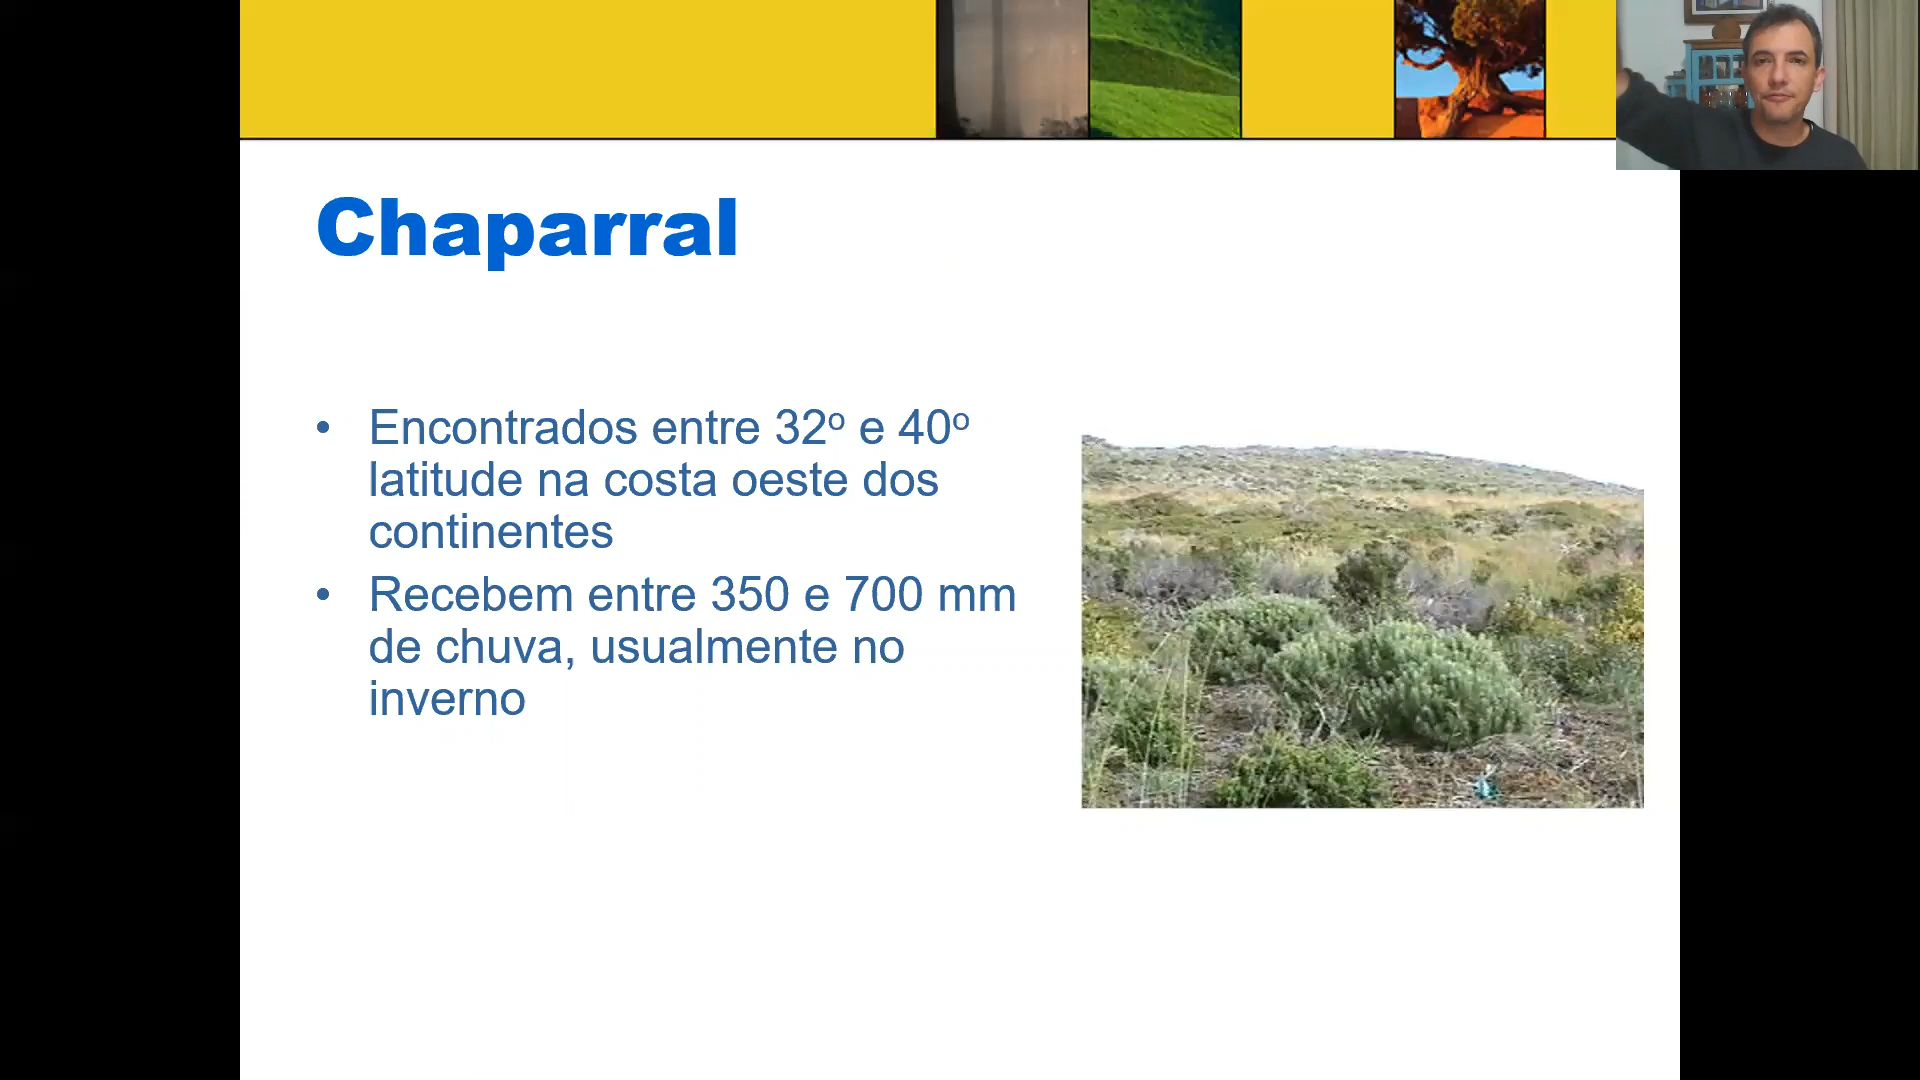 Chaparral
• Encontrados entre 32º e 40º
latitude na costa oeste dos
continentes
• Recebem entre 350 e 700 mm
de chuva, usualmente no
inverno